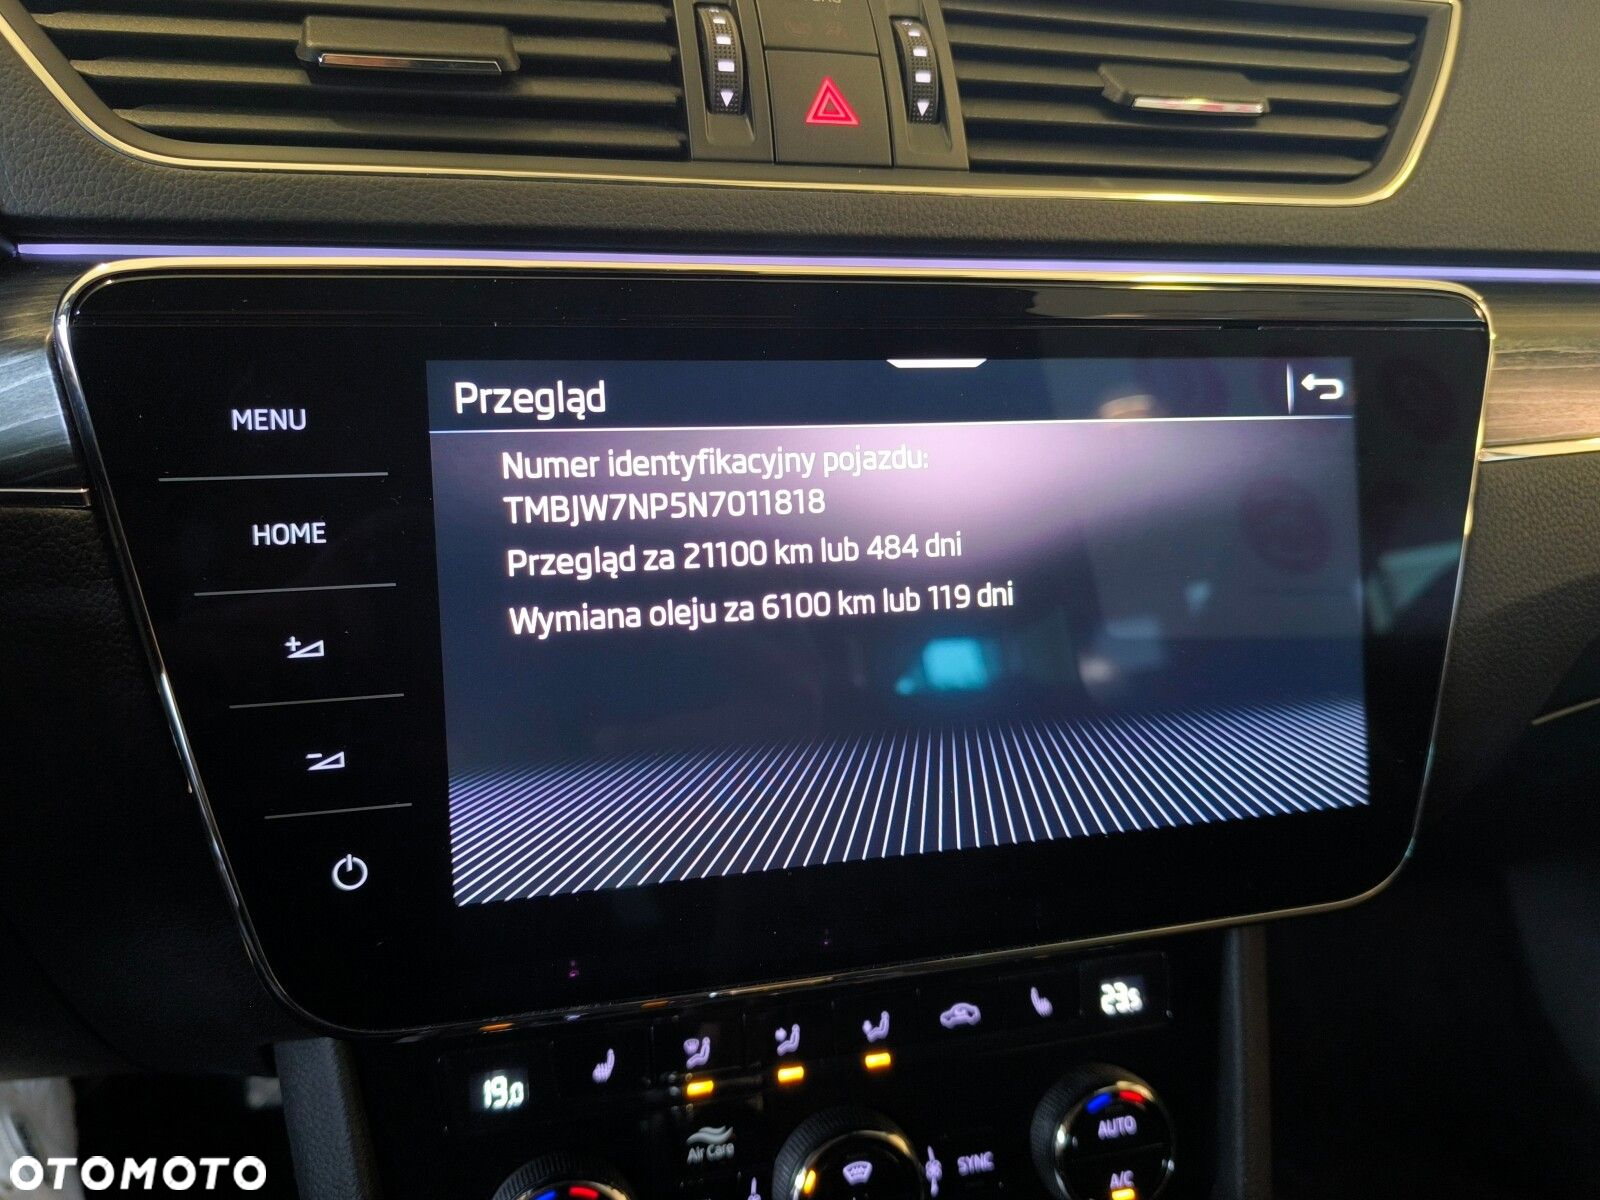 Przegląd
MENU
Numer identyfikacyjny pojazdu:
TMBJW7NP5N7011818
HOME
Przegląd za 21100 km lub 484 dni
Wymiana oleju za 6100 km lub 119 dni
23.5
19.0
AUTO
Air Care
SYNC
A/C
OTOMOTO